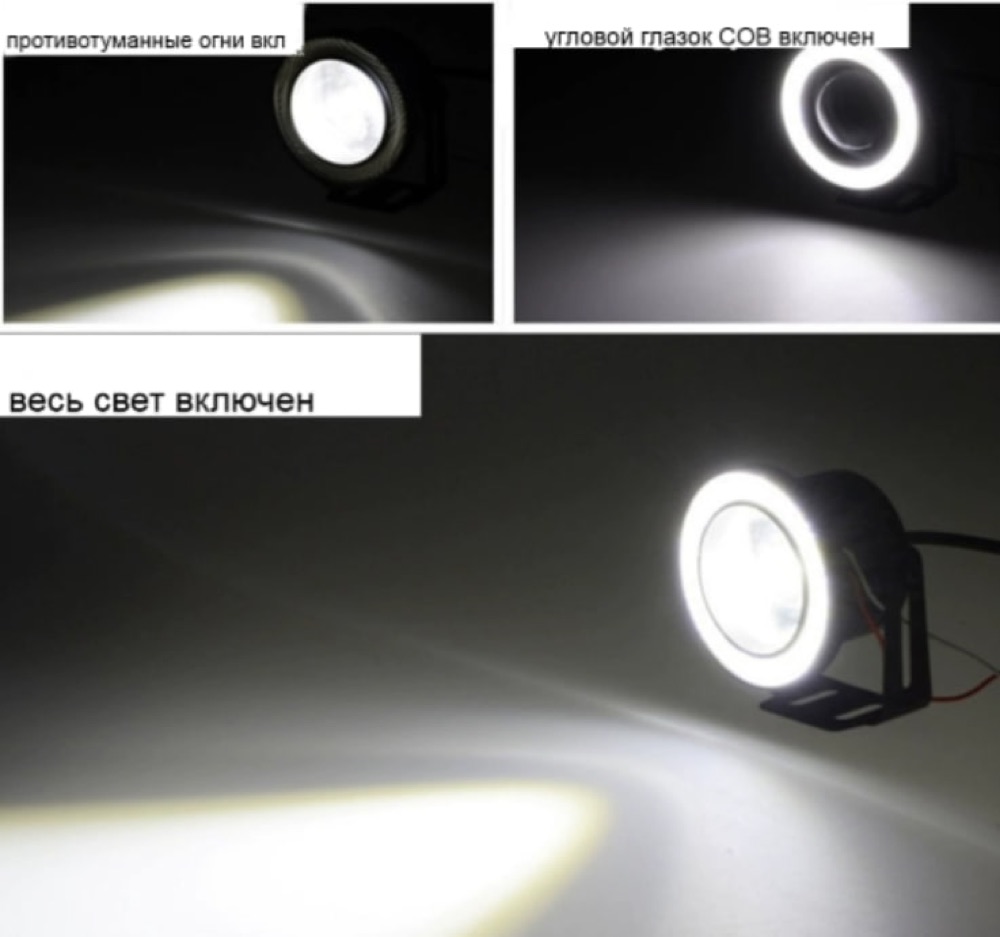 противотуманные огни вкл
угловой глазок COB включен
весь свет включен